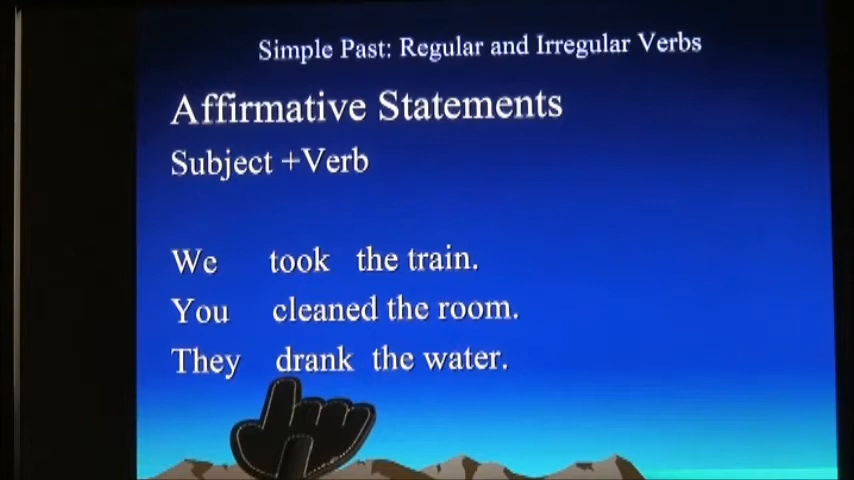 Simple Past: Regular and Irregular Verbs
Affirmative Statements
Subject +Verb
We took the train.
You cleaned the room.
They drank the water.